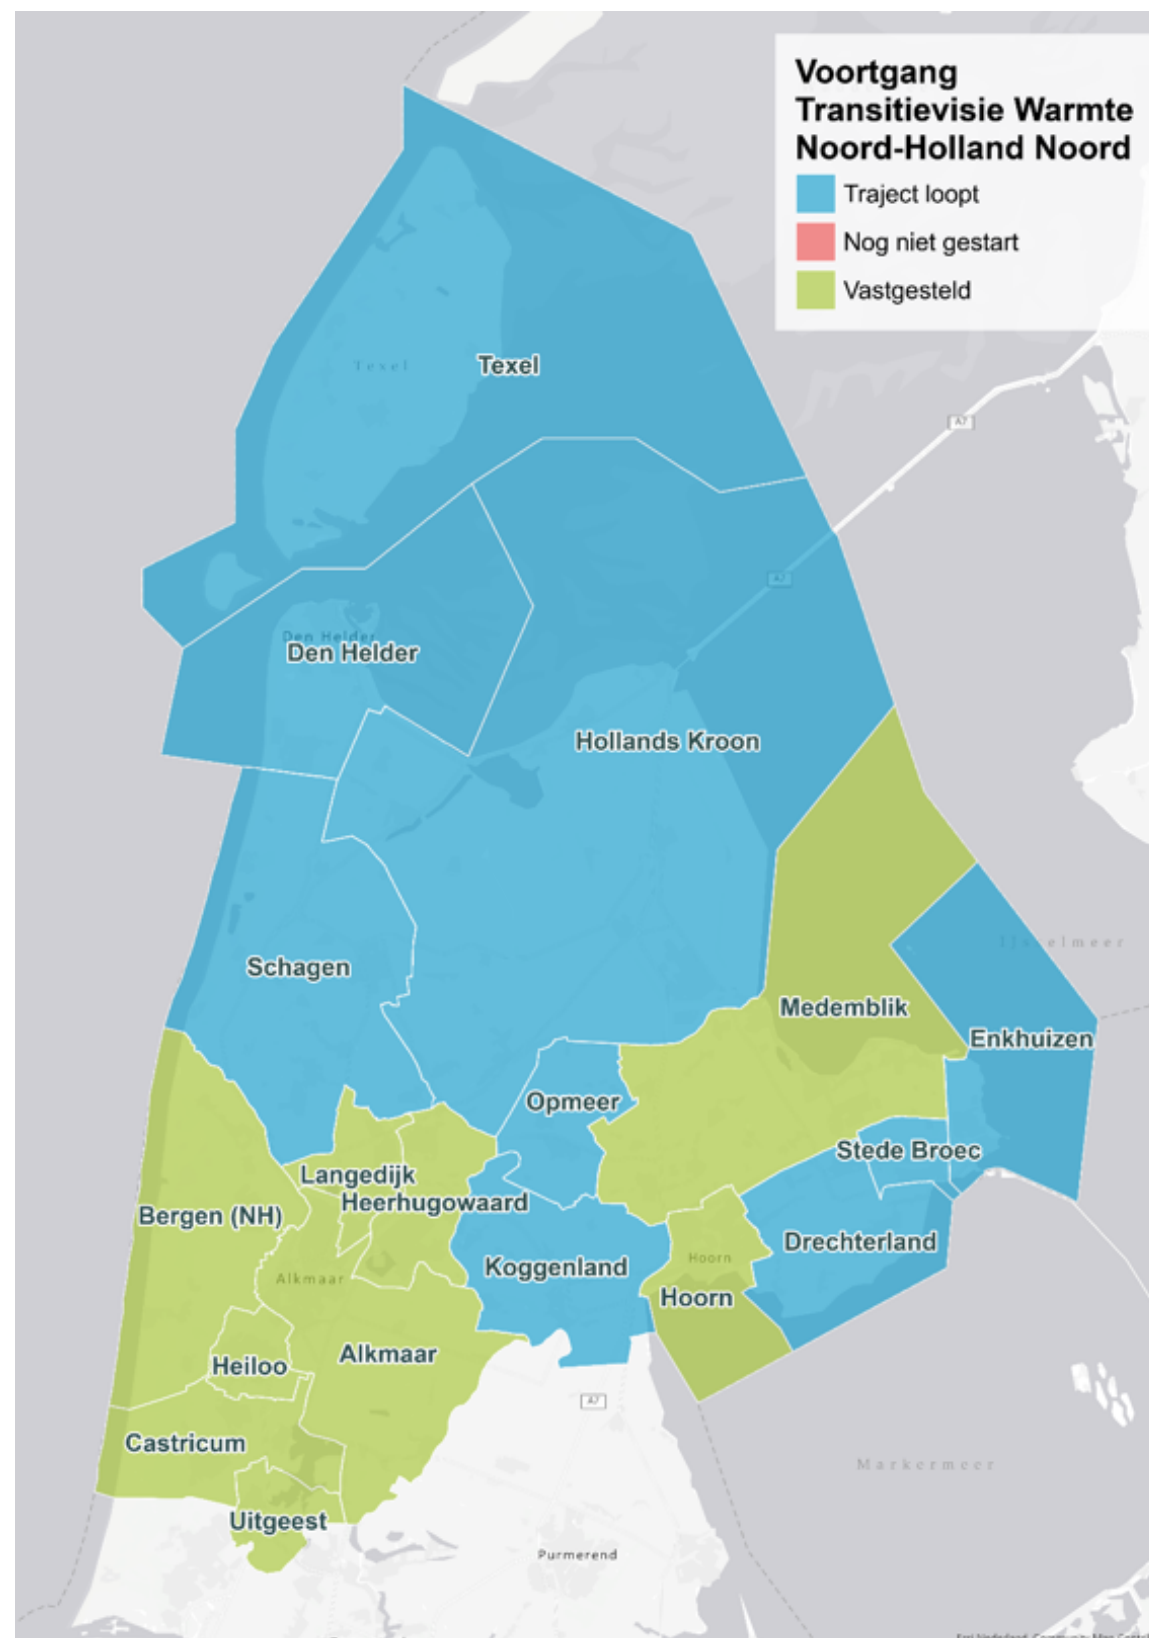 Voortgang
Transitievisie Warmte
Noord-Holland Noord
Traject loopt
Nog niet gestart
Vastgesteld
Texel
Texel
A7
A7
Den Helder
Den Helder
Hollands Kroon
IJsselmeer
Schagen
Medemblik
Enkhuizen
Opmeer
Stede Broec
Langedijk
Heerhugowaard
Bergen (NH)
Drechterland
Hoorn
Koggenland
Alkmaar
Hoorn
Alkmaar
Heiloo
A7
Castricum
Markermeer
Uitgeest
Purmerend